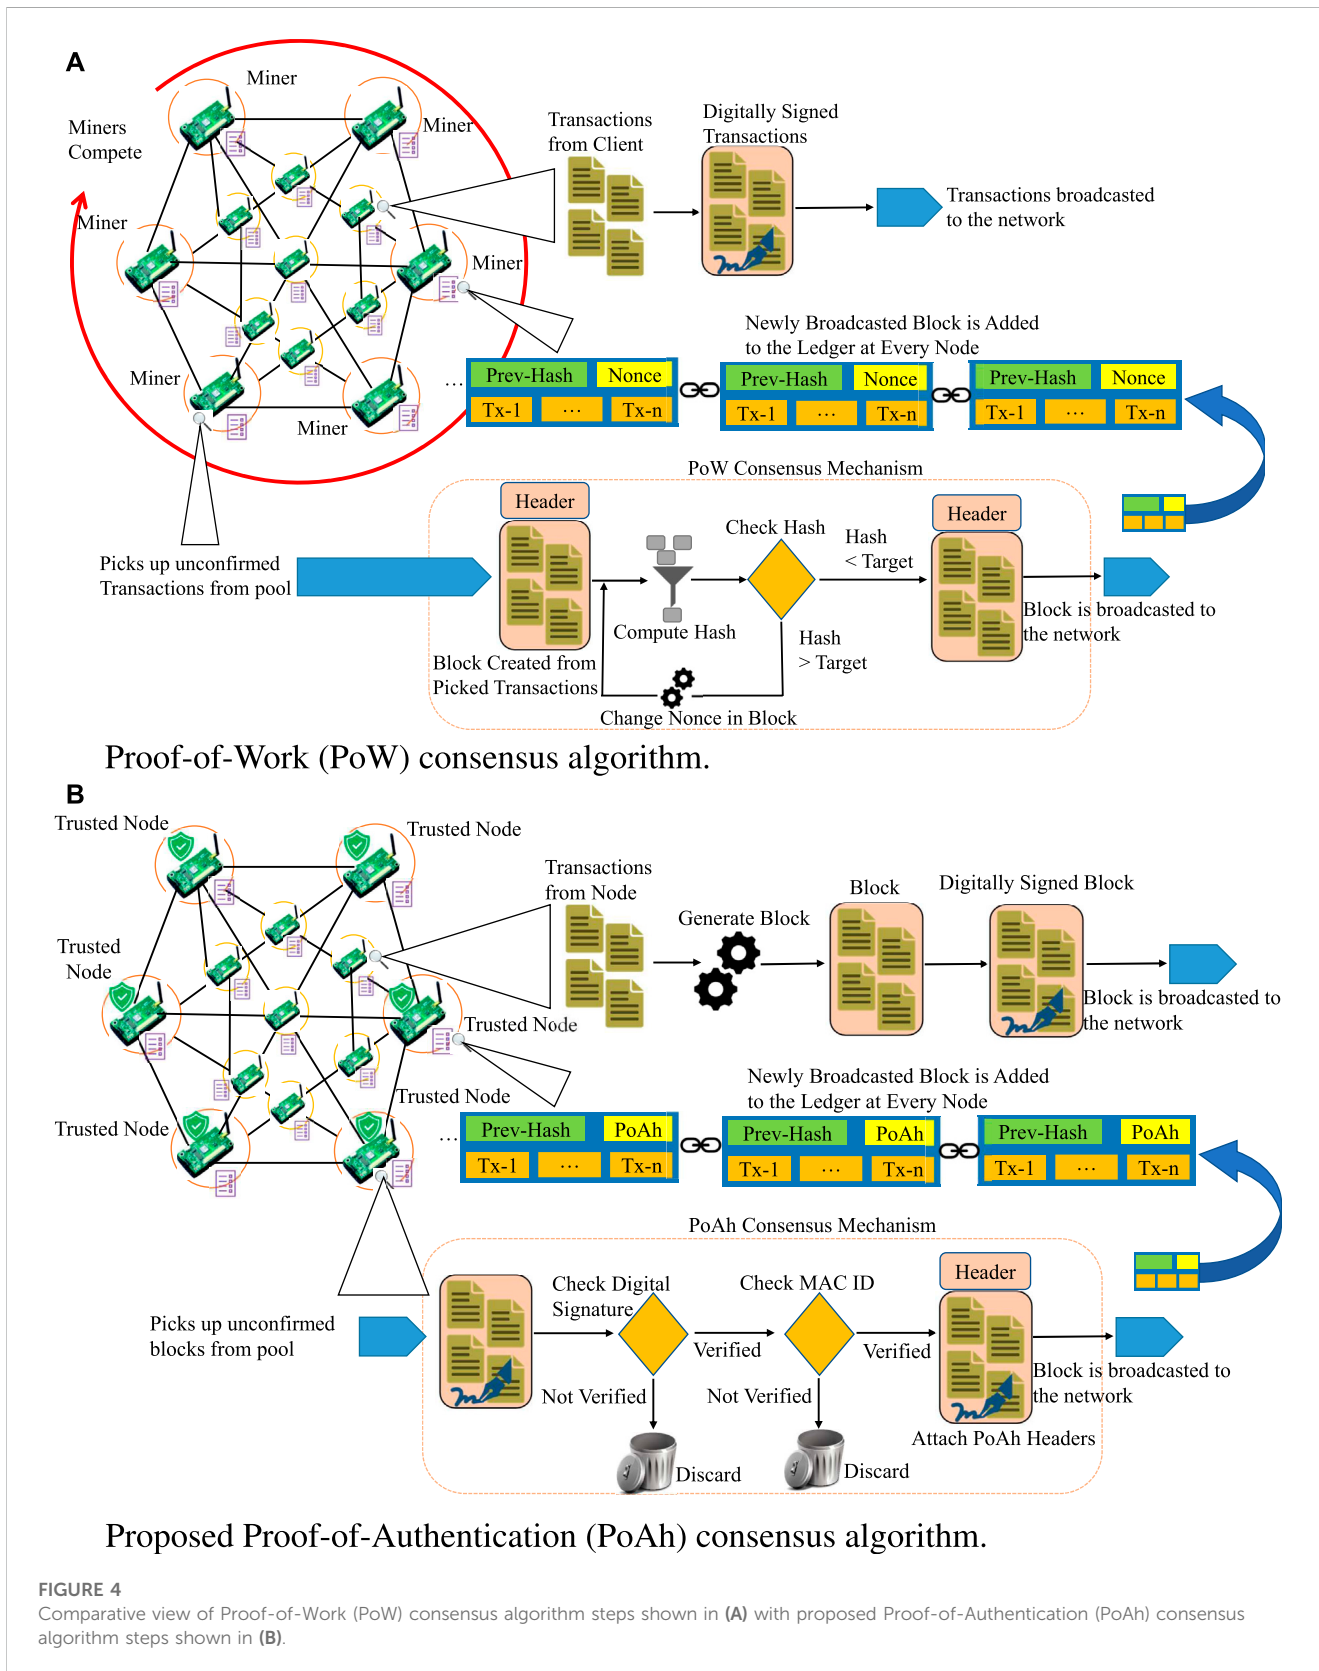 A
Miner
Miners
Compete
Miner
Miner
Miner
Miner
Miner
Transactions
from Client
Digitally Signed
Transactions
Transactions broadcasted
to the network
Newly Broadcasted Block is Added
to the Ledger at Every Node
... Prev-Hash Nonce Prev-Hash Nonce Prev-Hash Nonce
Tx-1 ... Tx-n Tx-1 ... Tx-n Tx-1 ... Tx-n
PoW Consensus Mechanism
Picks up unconfirmed
Transactions from pool
Header
Block Created from
Picked Transactions
Compute Hash
Check Hash
Hash
< Target
Hash
> Target
Change Nonce in Block
Header
Block is broadcasted to
the network
Proof-of-Work (PoW) consensus algorithm.
B
Trusted Node
Trusted Node
Trusted
Node
Trusted Node
Trusted Node
Trusted Node
Transactions
from Node
Generate Block
Block
Digitally Signed Block
Block is broadcasted to
the network
Newly Broadcasted Block is Added
to the Ledger at Every Node
... Prev-Hash PoAh Prev-Hash PoAh Prev-Hash PoAh
Tx-1 ... Tx-n Tx-1 ... Tx-n Tx-1 ... Tx-n
PoAh Consensus Mechanism
Picks up unconfirmed
blocks from pool
Check Digital
Signature
Verified
Not Verified
Discard
Check MAC ID
Verified
Not Verified
Discard
Header
Attach PoAh Headers
Block is broadcasted to
the network
Proposed Proof-of-Authentication (PoAh) consensus algorithm.
FIGURE 4
Comparative view of Proof-of-Work (PoW) consensus algorithm steps shown in (A) with proposed Proof-of-Authentication (PoAh) consensus
algorithm steps shown in (B).